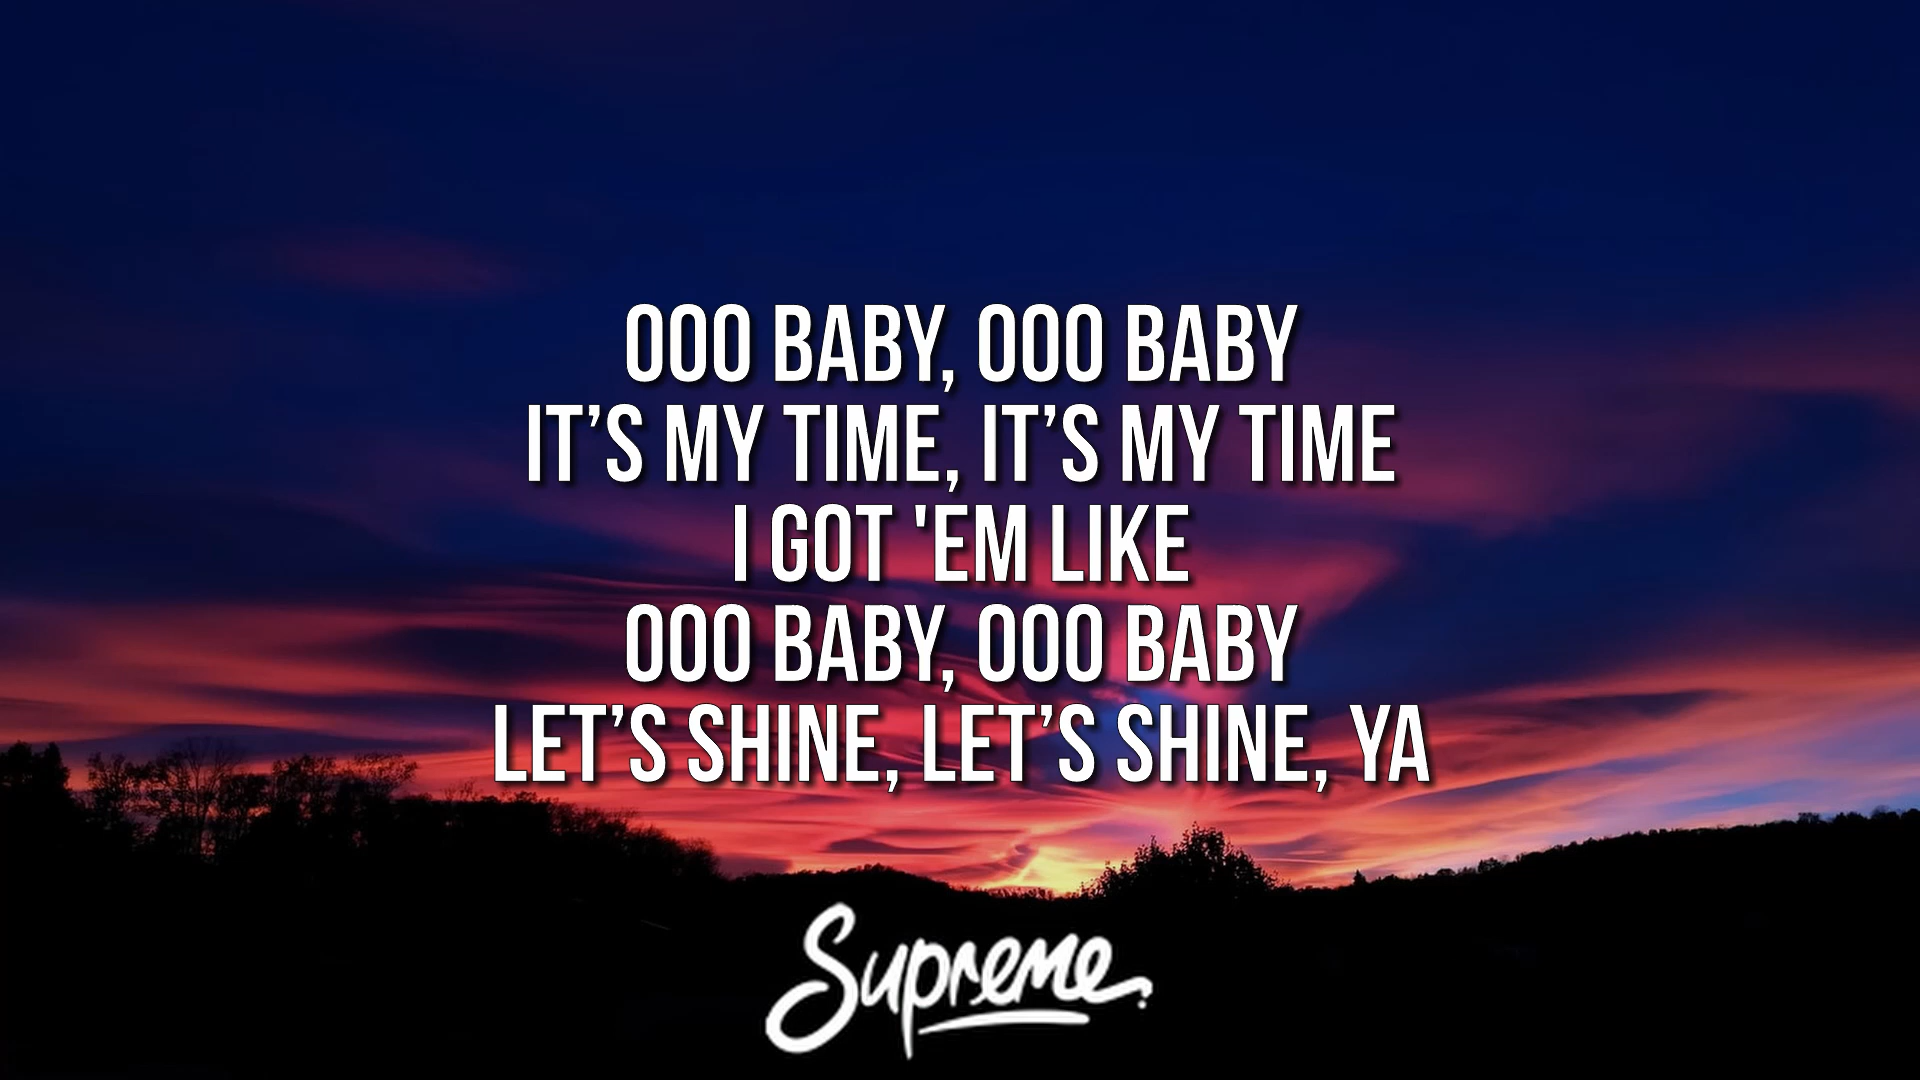 OOO BABY, OOO BABY
IT’S MY TIME, IT’S MY TIME
I GOT 'EM LIKE
OOO BABY, OOO BABY
LET’S SHINE, LET’S SHINE, YA
Supreme